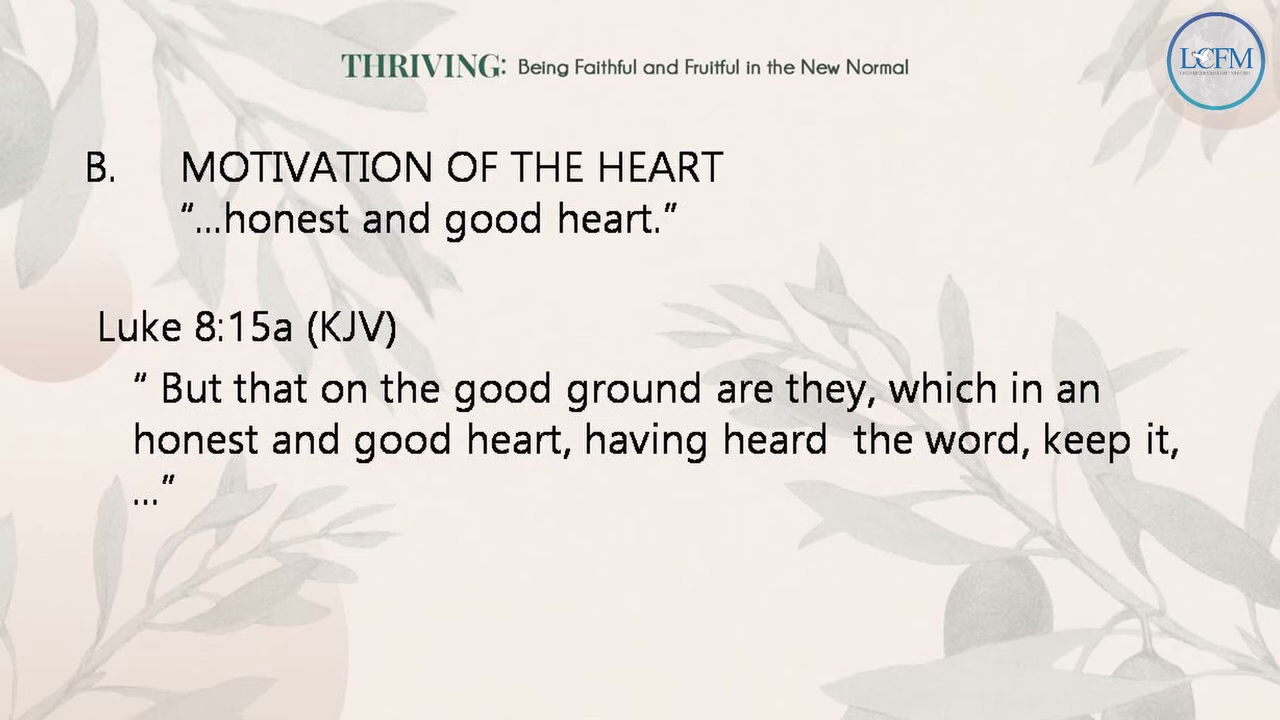 THRIVING: Being Faithful and Fruitful in the New Normal
LCFM
B. MOTIVATION OF THE HEART
“...honest and good heart.”
Luke 8:15a (KJV)
“ But that on the good ground are they, which in an
honest and good heart, having heard  the word, keep it,
...”